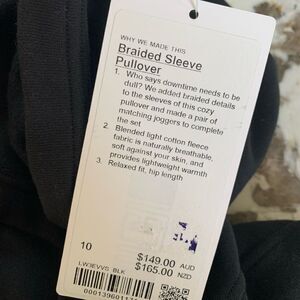 WHY WE MADE THIS
Braided Sleeve
Pullover
1. Who says downtime needs to be
dull? We added braided details
to the sleeves of this cozy
pullover and made a pair of
matching joggers to complete
the set
2. Blended light cotton fleece
fabric is naturally breathable,
soft against your skin, and
provides lightweight warmth
3. Relaxed fit, hip length
10
$149.00 AUD
$165.00 NZD
LW3EVVS BLK